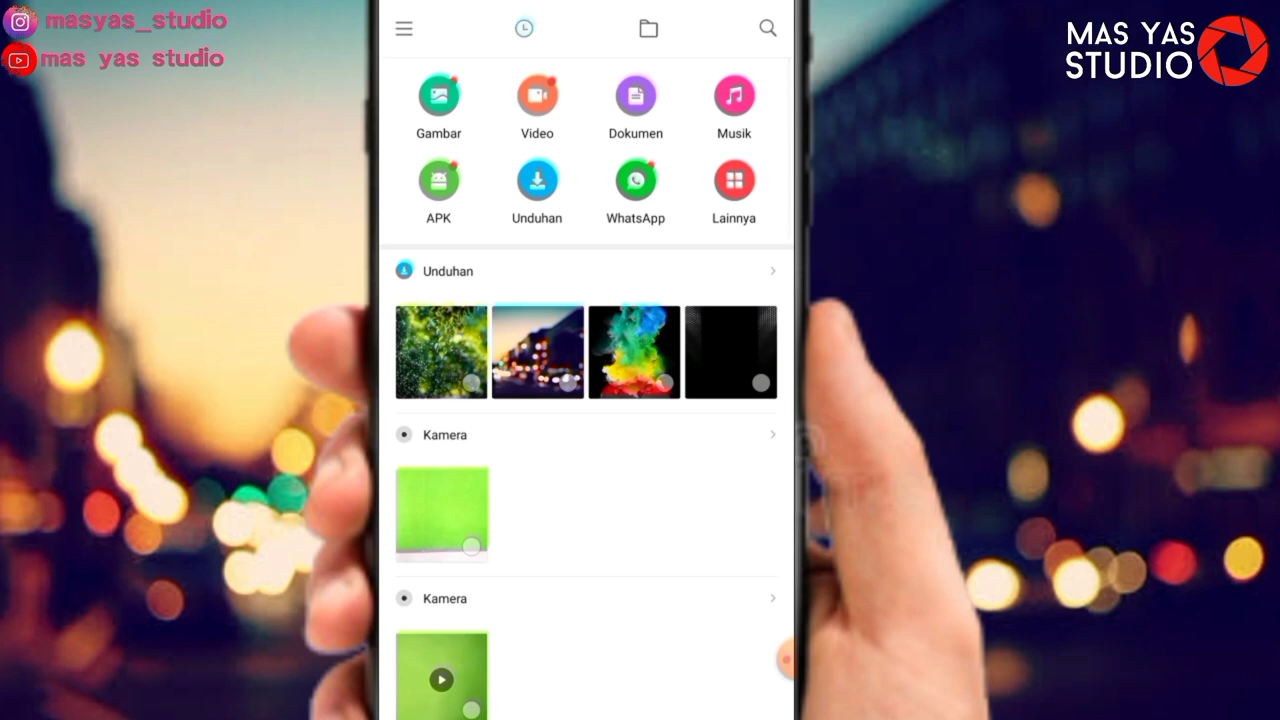 masyas_studio
mas yas studio
MAS YAS
STUDIO
Gambar
Video
Dokumen
Musik
APK
Unduhan
WhatsApp
Lainnya
Unduhan
Kamera
Kamera